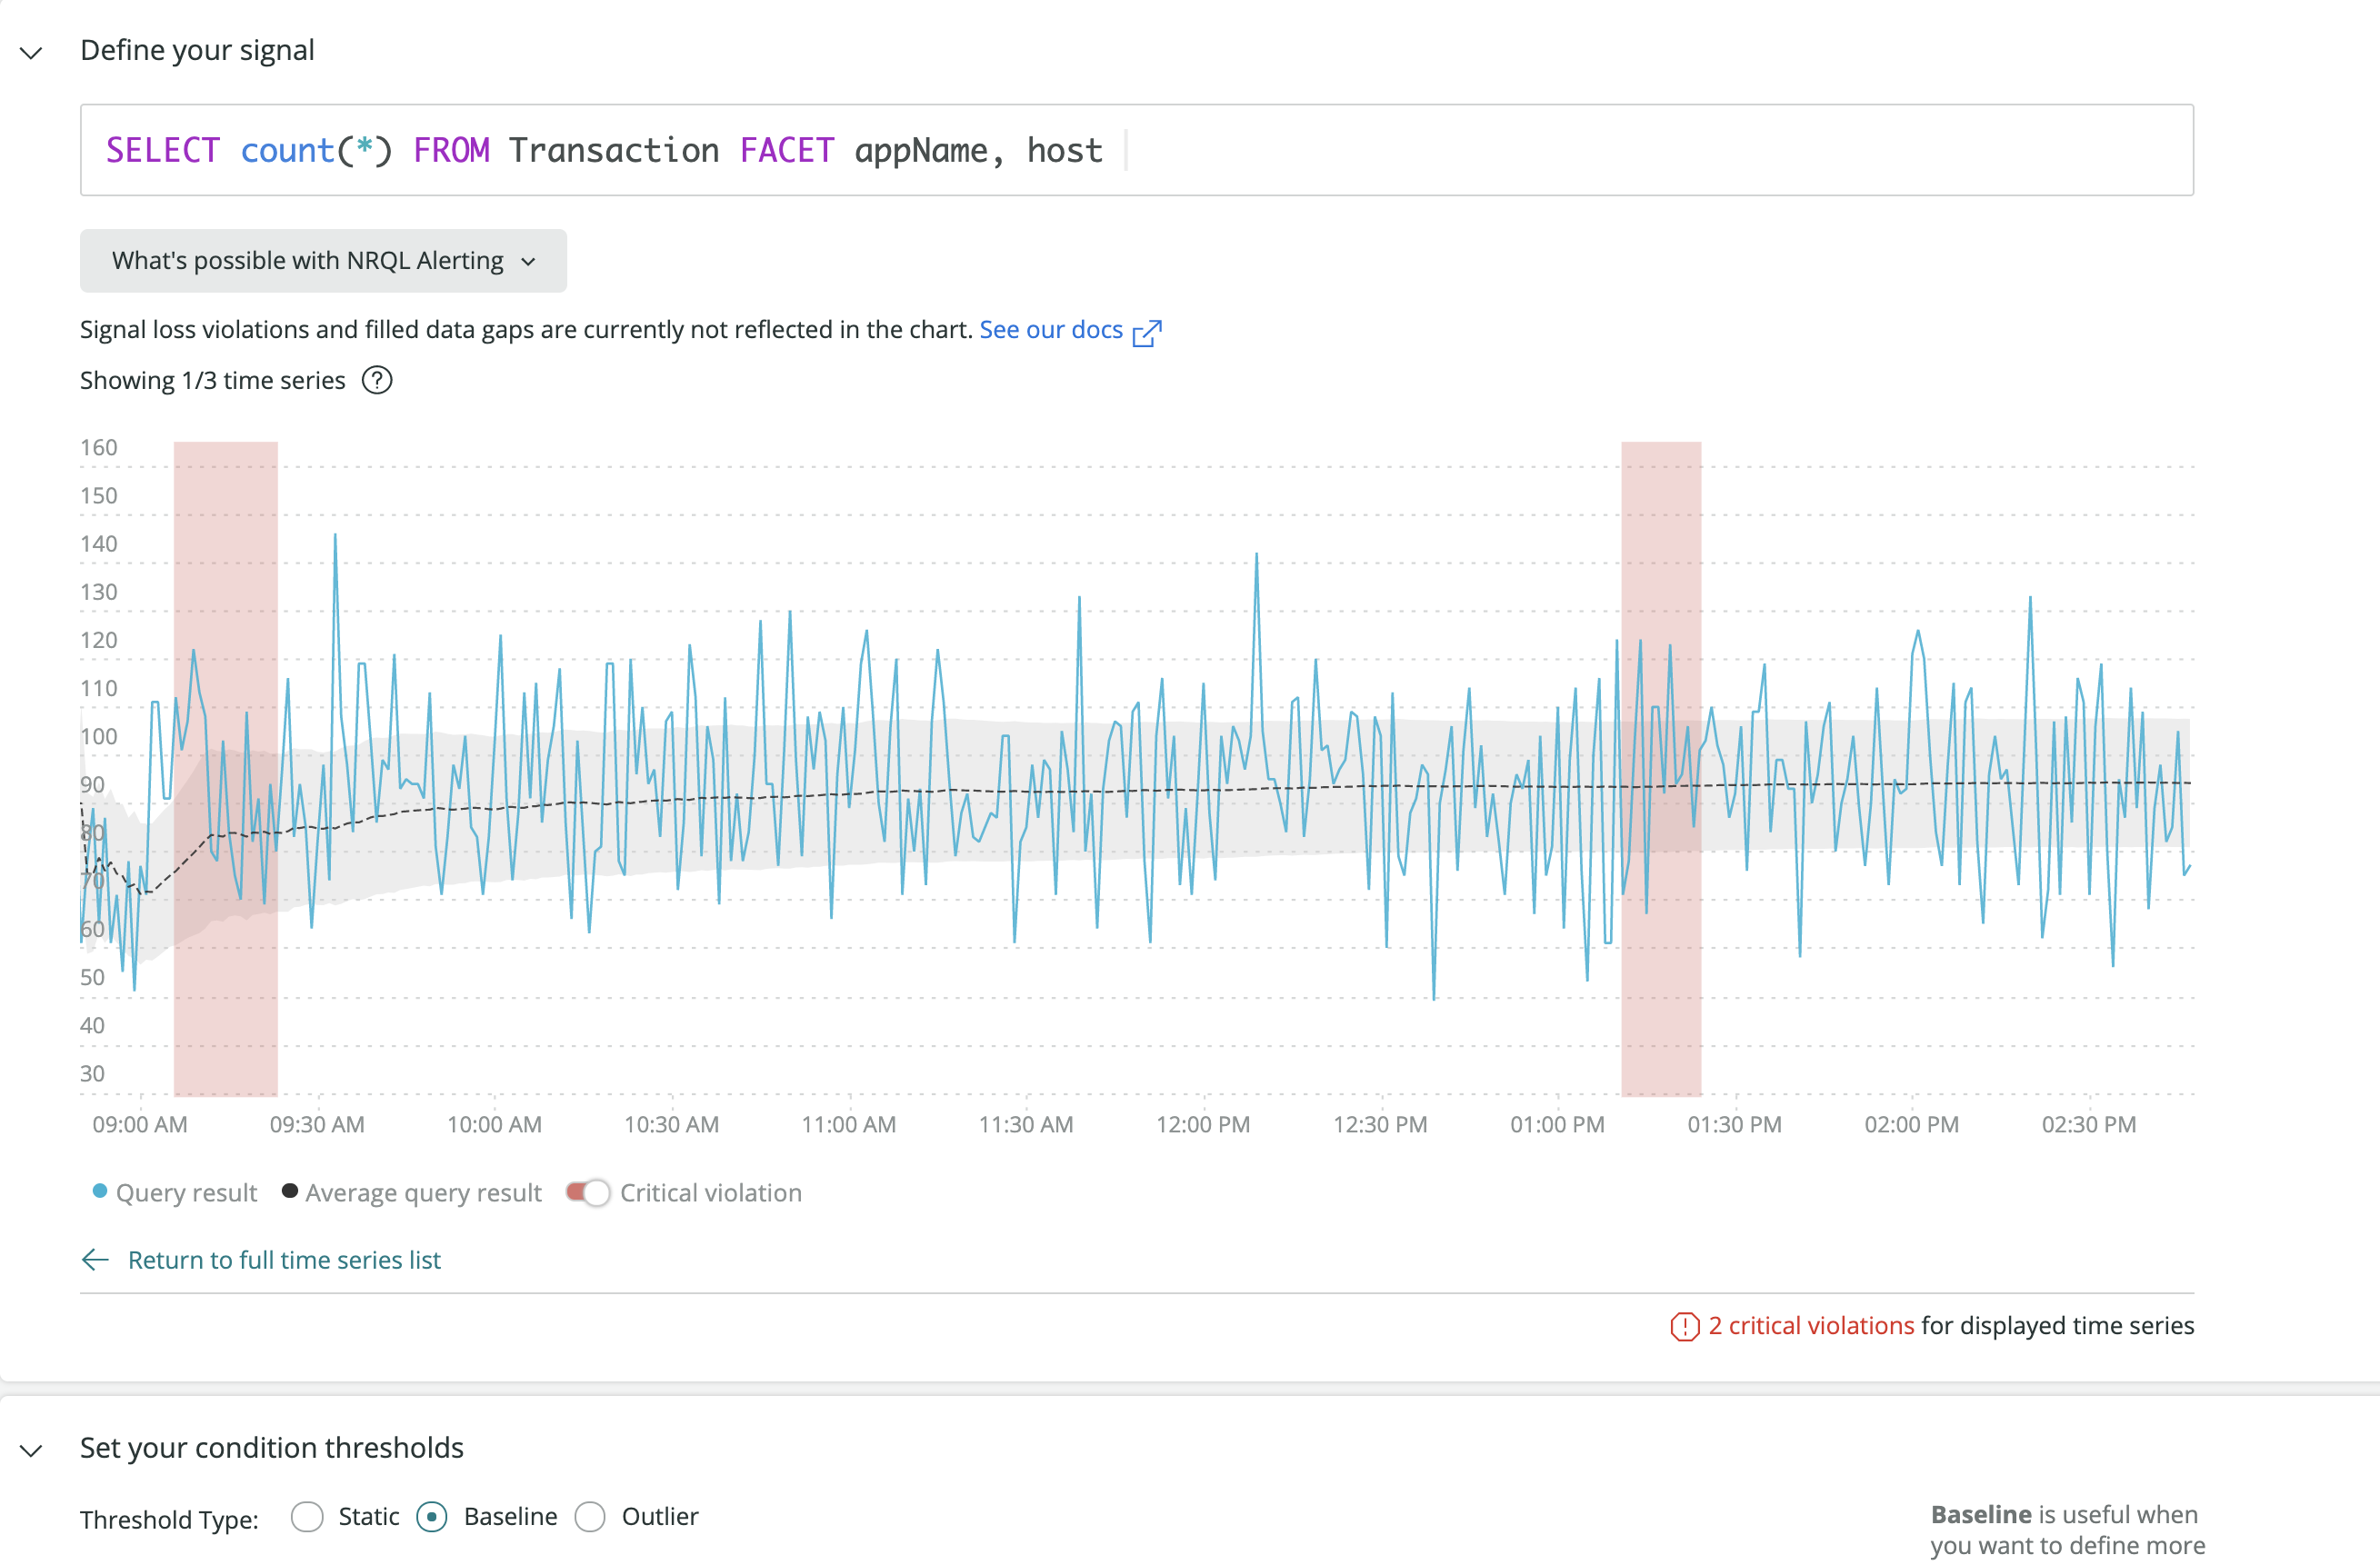 Define your signal
SELECT count(*) FROM Transaction FACET appName, host
What's possible with NRQL Alerting
Signal loss violations and filled data gaps are currently not reflected in the chart. See our docs
Showing 1/3 time series ?
160
150
140
130
120
110
100
90
80
70
60
50
40
30
09:00 AM 09:30 AM 10:00 AM 10:30 AM 11:00 AM 11:30 AM 12:00 PM 12:30 PM 01:00 PM 01:30 PM 02:00 PM 02:30 PM
Query result Average query result Critical violation
Return to full time series list
2 critical violations for displayed time series
Set your condition thresholds
Threshold Type: Static Baseline Outlier
Baseline is useful when
you want to define more